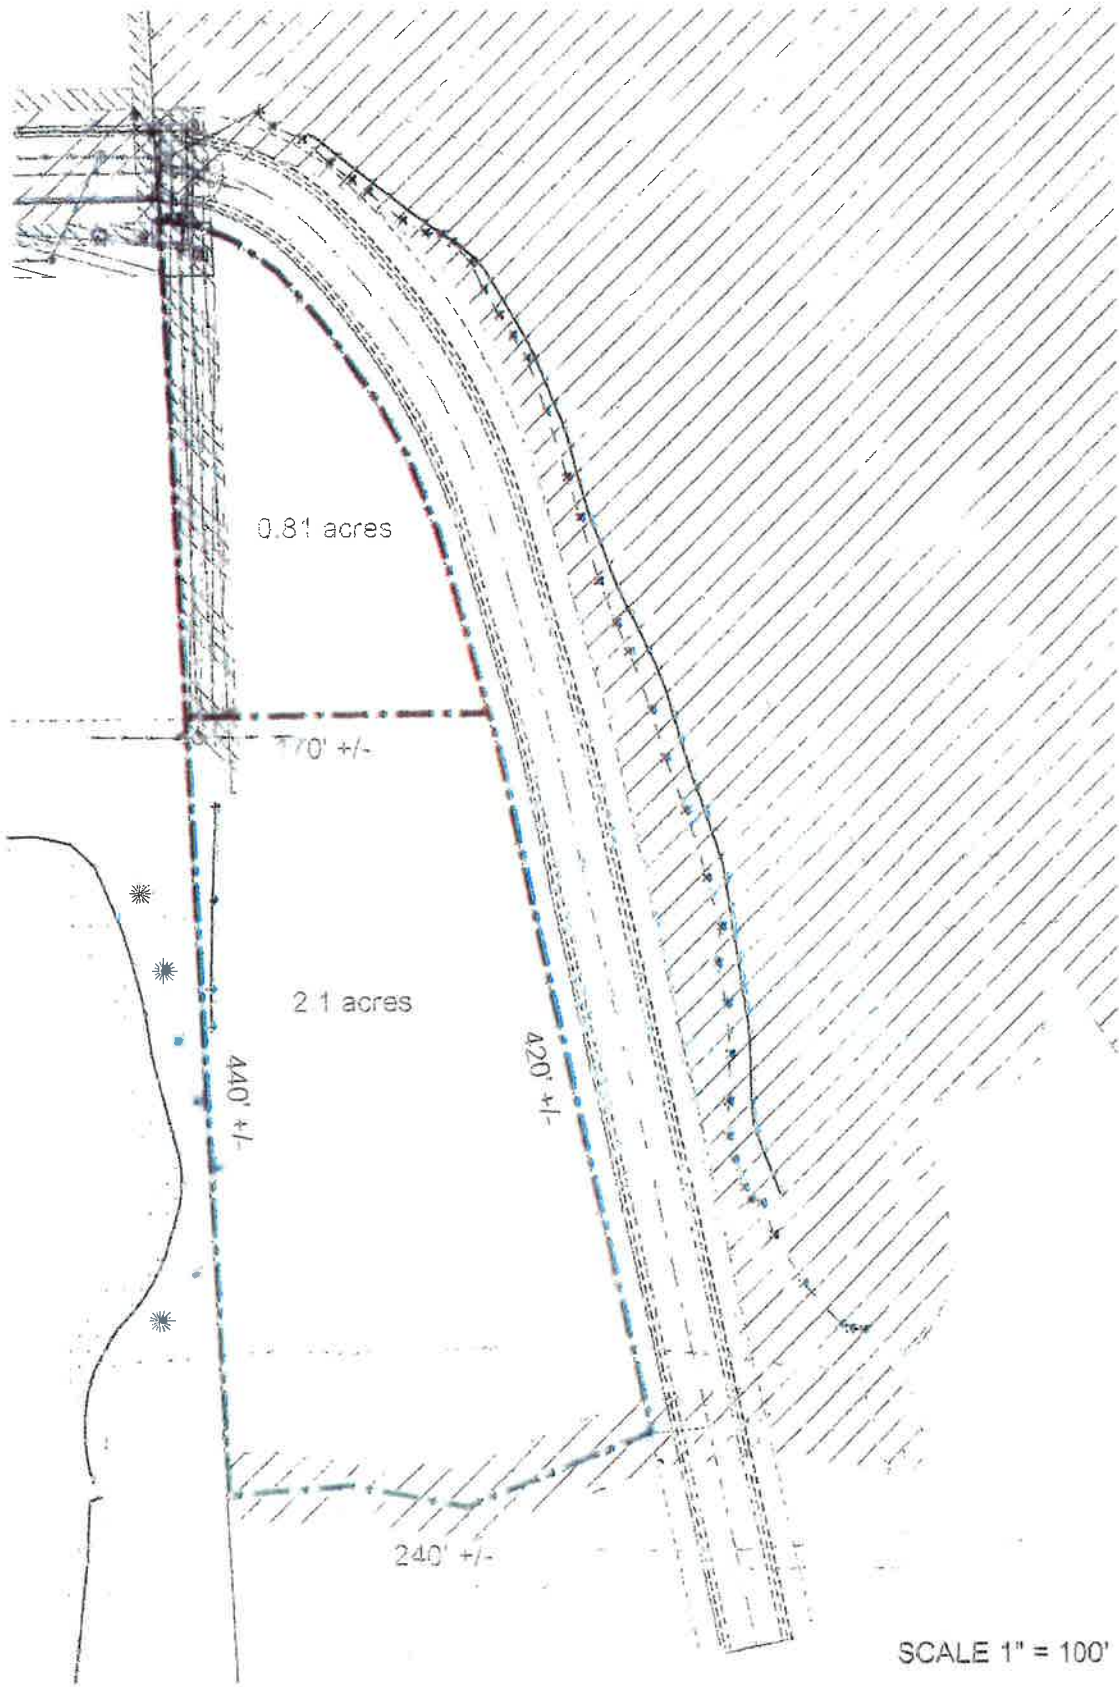 0.81 acres
170' +/-
2.1 acres
440' +/-
420' +/-
240' +/-
SCALE 1" = 100'